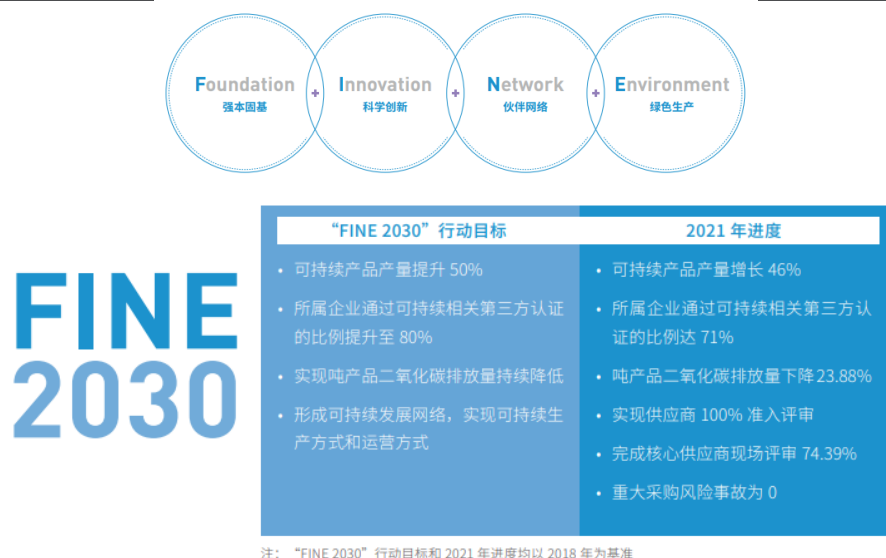 Foundation + Innovation + Network + Environment
强本固基 科学创新 伙伴网络 绿色生产
FINE
2030
“FINE 2030”行动目标
• 可持续产品产量提升 50%
• 所属企业通过可持续相关第三方认证
的比例提升至 80%
• 实现吨产品二氧化碳排放量持续降低
• 形成可持续发展网络，实现可持续生
产方式和运营方式
2021 年进度
• 可持续产品产量增长 46%
• 所属企业通过可持续相关第三方认
证的比例达 71%
• 吨产品二氧化碳排放量下降23.88%
• 实现供应商 100% 准入评审
• 完成核心供应商现场评审 74.39%
• 重大采购风险事故为 0
注：“FINE 2030”行动目标和 2021 年进度均以 2018 年为基准